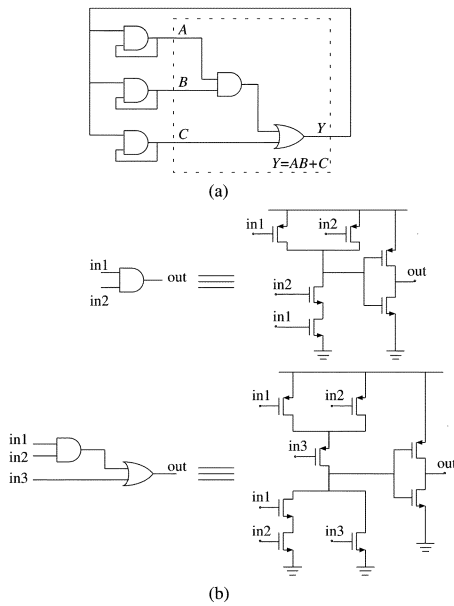 A
B
C
Y
Y=AB+C
(a)
in1
in2
out
in1
in2
in2
in1
out
in1
in2
in3
out
in1
in2
in3
in1
in2
in3
out
(b)